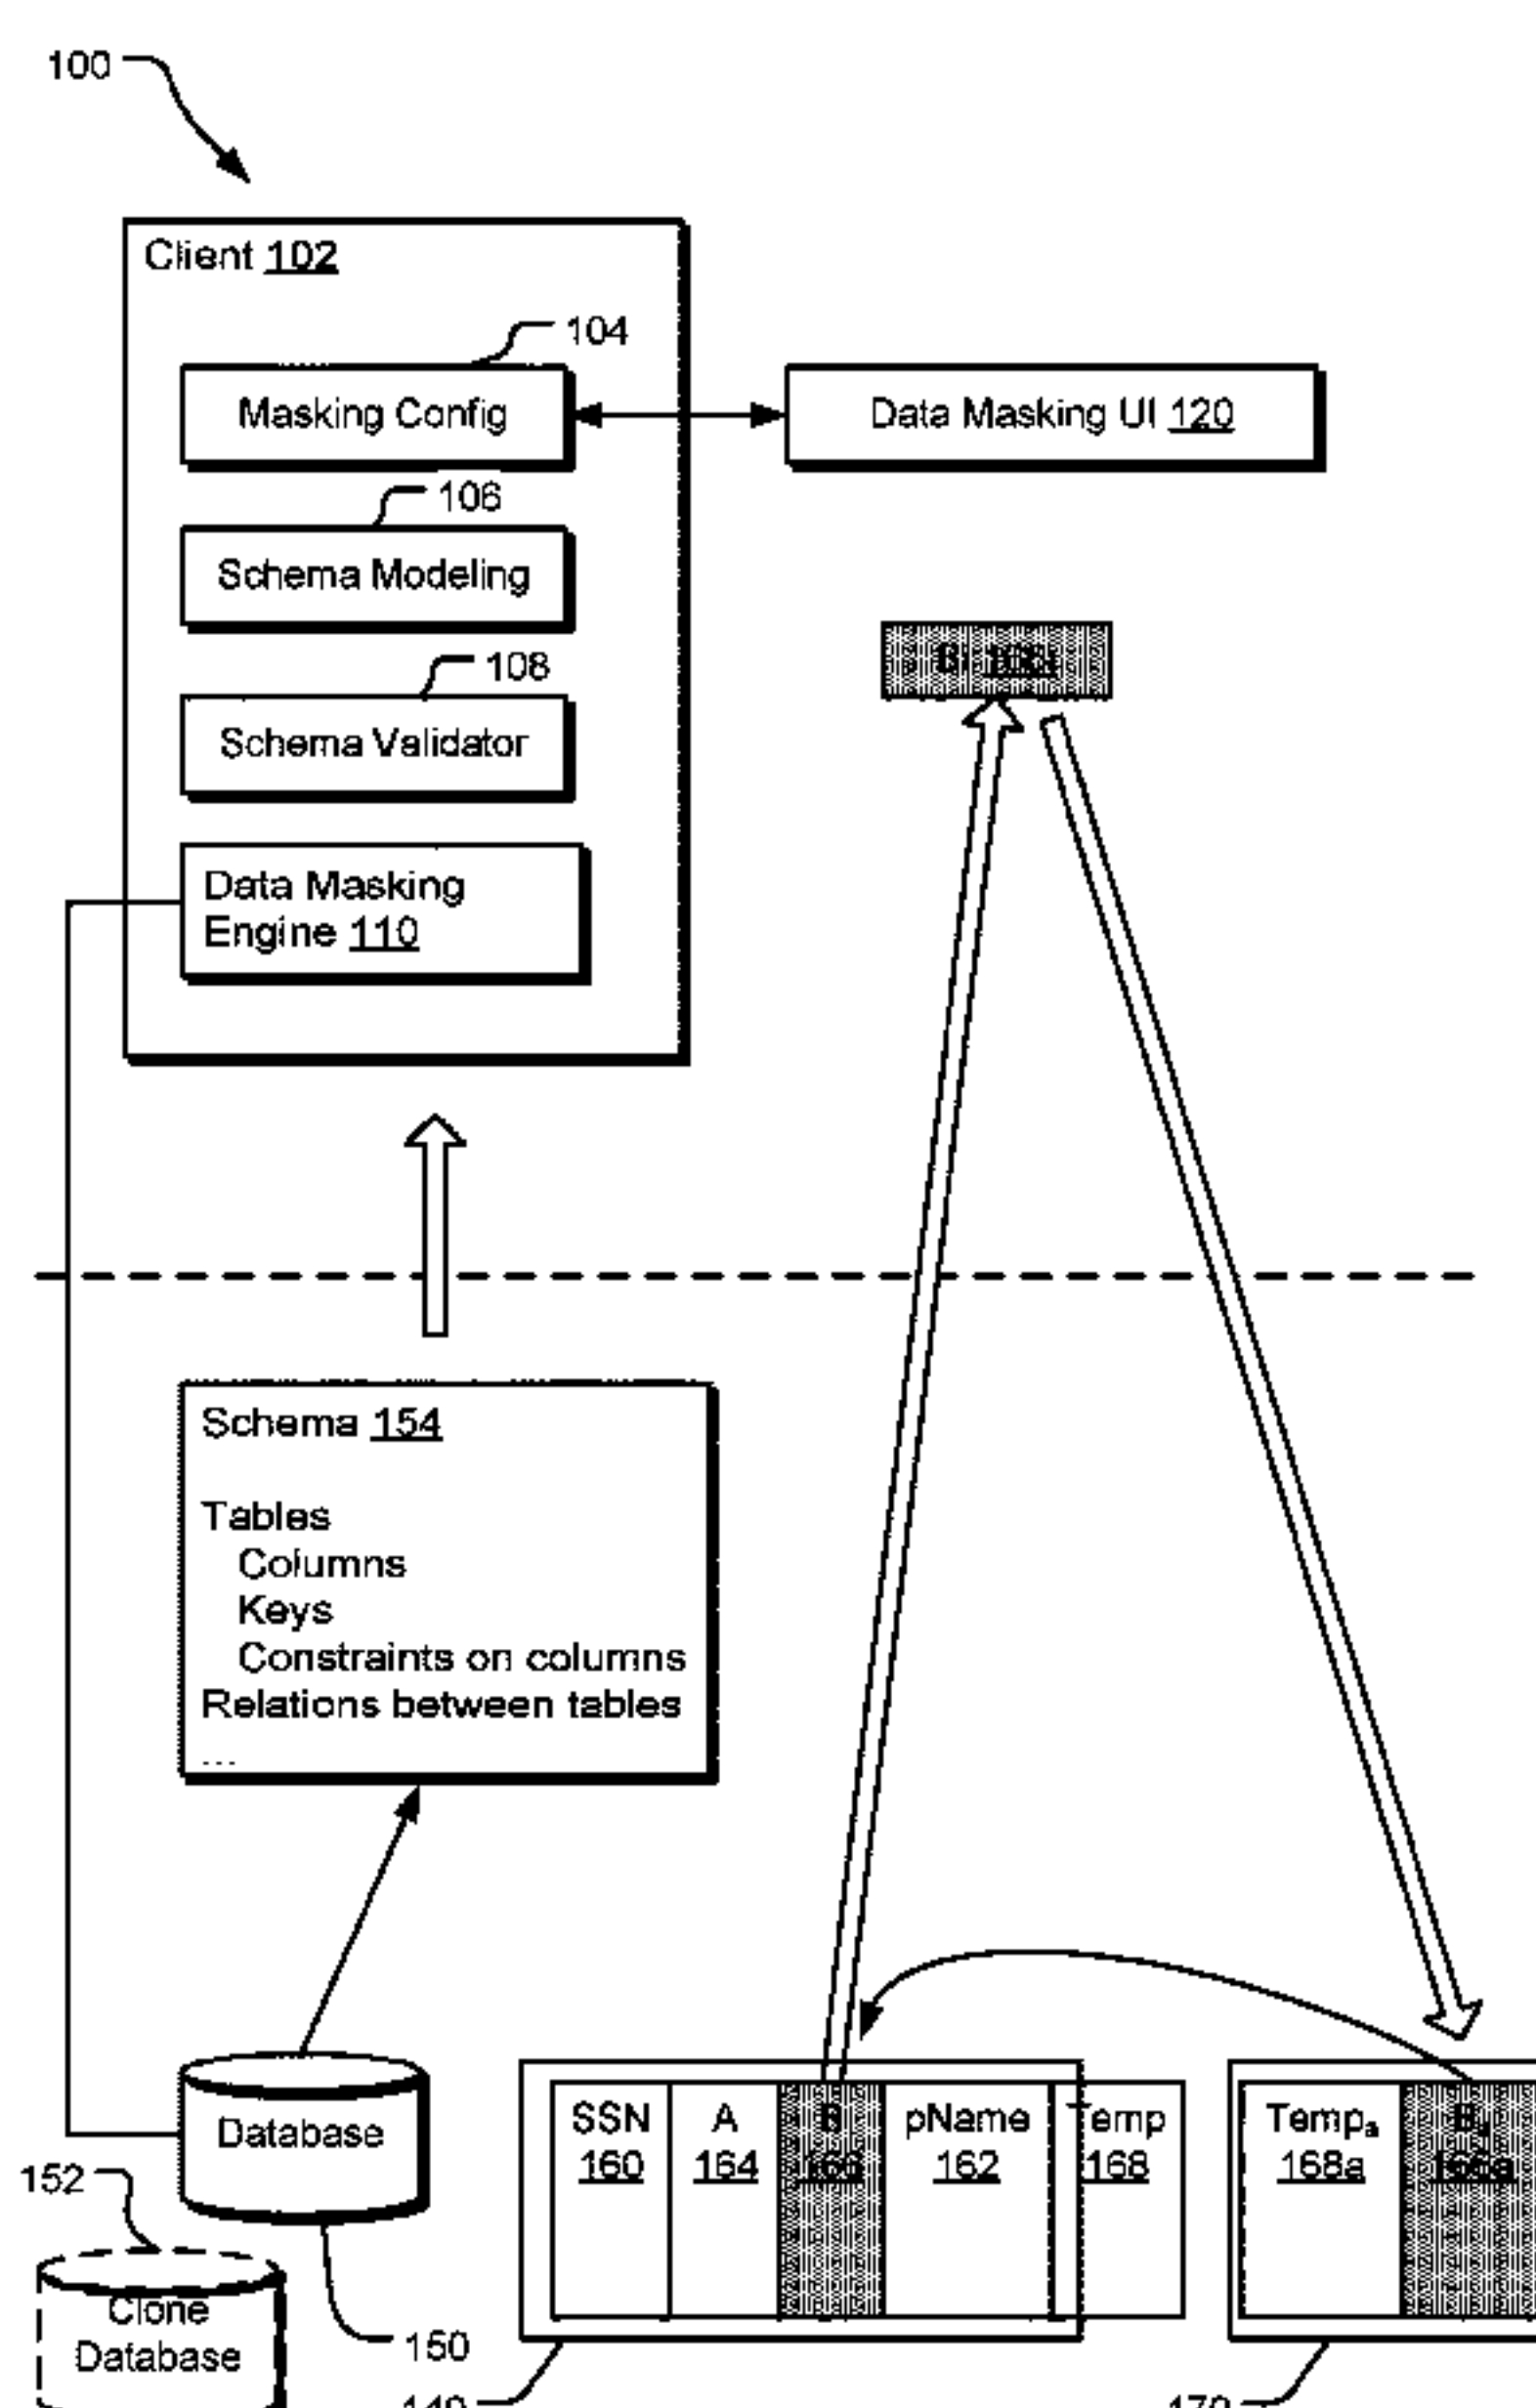 100
Client 102
104
Masking Config
Data Masking UI 120
106
Schema Modeling
108
Schema Validator
Data Masking
Engine 110
Schema 154
Tables
Columns
Keys
Constraints on columns
Relations between tables
...
Database
SSN
160
A
164
B
166
pName
162
Temp
168
Tempa
168a
152
Clone
Database
150